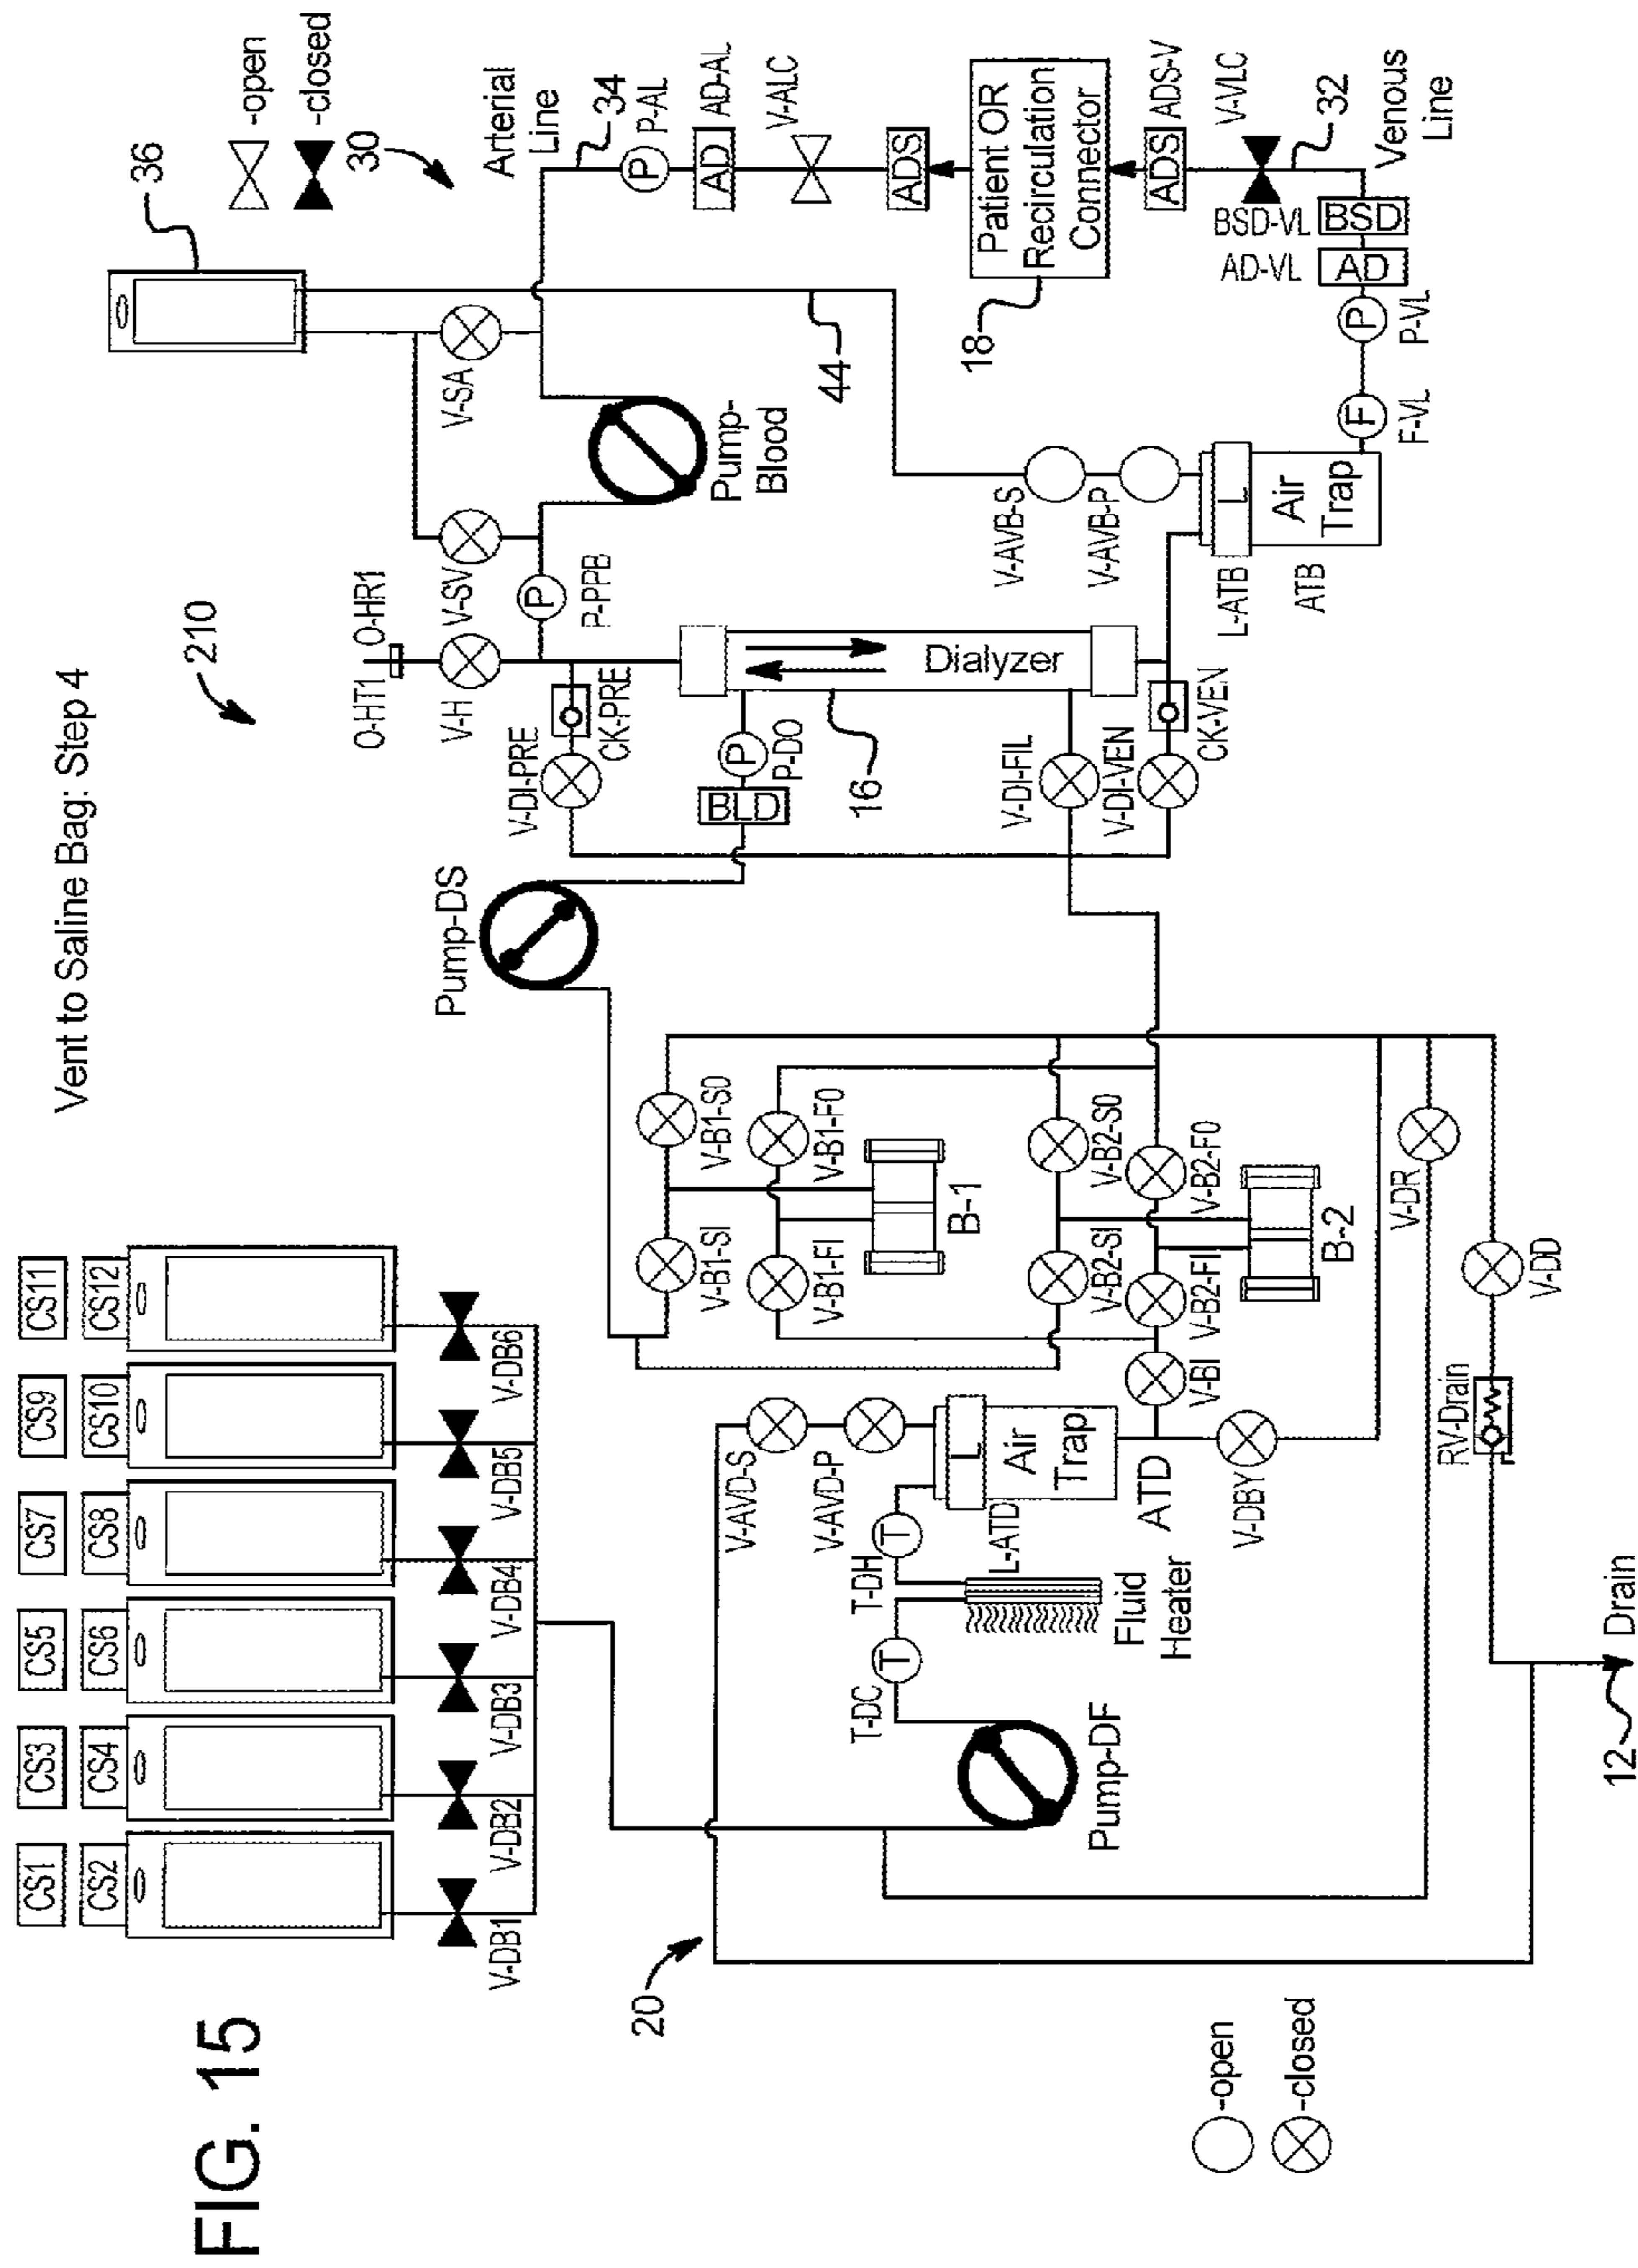 FIG. 15
Vent to Saline Bag: Step 4
210
CS1
CS3
CS5
CS7
CS9
CS11
CS2
CS4
CS6
CS8
CS10
CS12
V-DB1
V-DB2
V-DB3
V-DB4
V-DB5
V-DB6
36
-open
-closed
30
Arterial
Line
34
P-AL
P
AD-AL
AD
V-ALC
ADS
Patient OR
Recirculation
Connector
18
ADS-V
ADS
V-VLC
32
Venous
Line
BSD-VL
BSD
AD-VL
AD
P
P-VL
F
F-VL
V-SA
V-SV
44
Pump-
Blood
O-HT1
O-HR1
V-H
P
P-PPB
V-DI-PRE
CK-PRE
Dialyzer
16
P
P-DO
BLD
V-DI-FIL
V-DI-VEN
CK-VEN
V-AVB-S
V-AVB-P
L-ATB
L
Air
Trap
ATB
Pump-DS
V-B1-S0
V-B1-SI
V-B1-F0
V-B1-FI
B-1
V-B2-S0
V-B2-SI
V-B2-F0
V-B2-FI
B-2
V-BI
V-DR
V-DD
RV-Drain
V-AVD-S
V-AVD-P
L
Air
Trap
L-ATD
ATD
V-DBY
T
T-DH
T
T-DC
Fluid
Heater
Pump-DF
20
12
Drain
-open
-closed